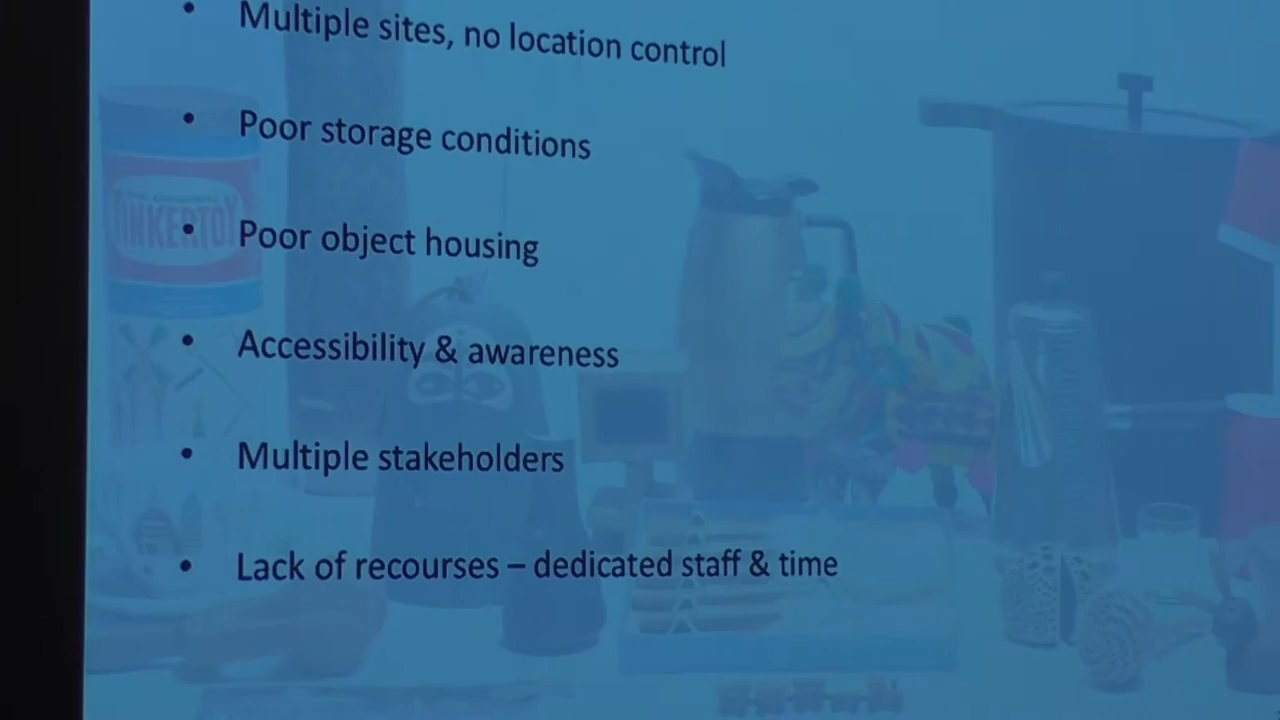 • Multiple sites, no location control
• Poor storage conditions
TINKERTOY
• Poor object housing
• Accessibility & awareness
• Multiple stakeholders
• Lack of recourses – dedicated staff & time